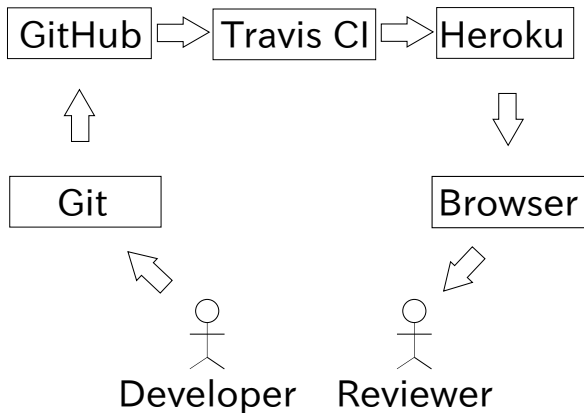 GitHub
Travis CI
Heroku
Git
Browser
Developer
Reviewer